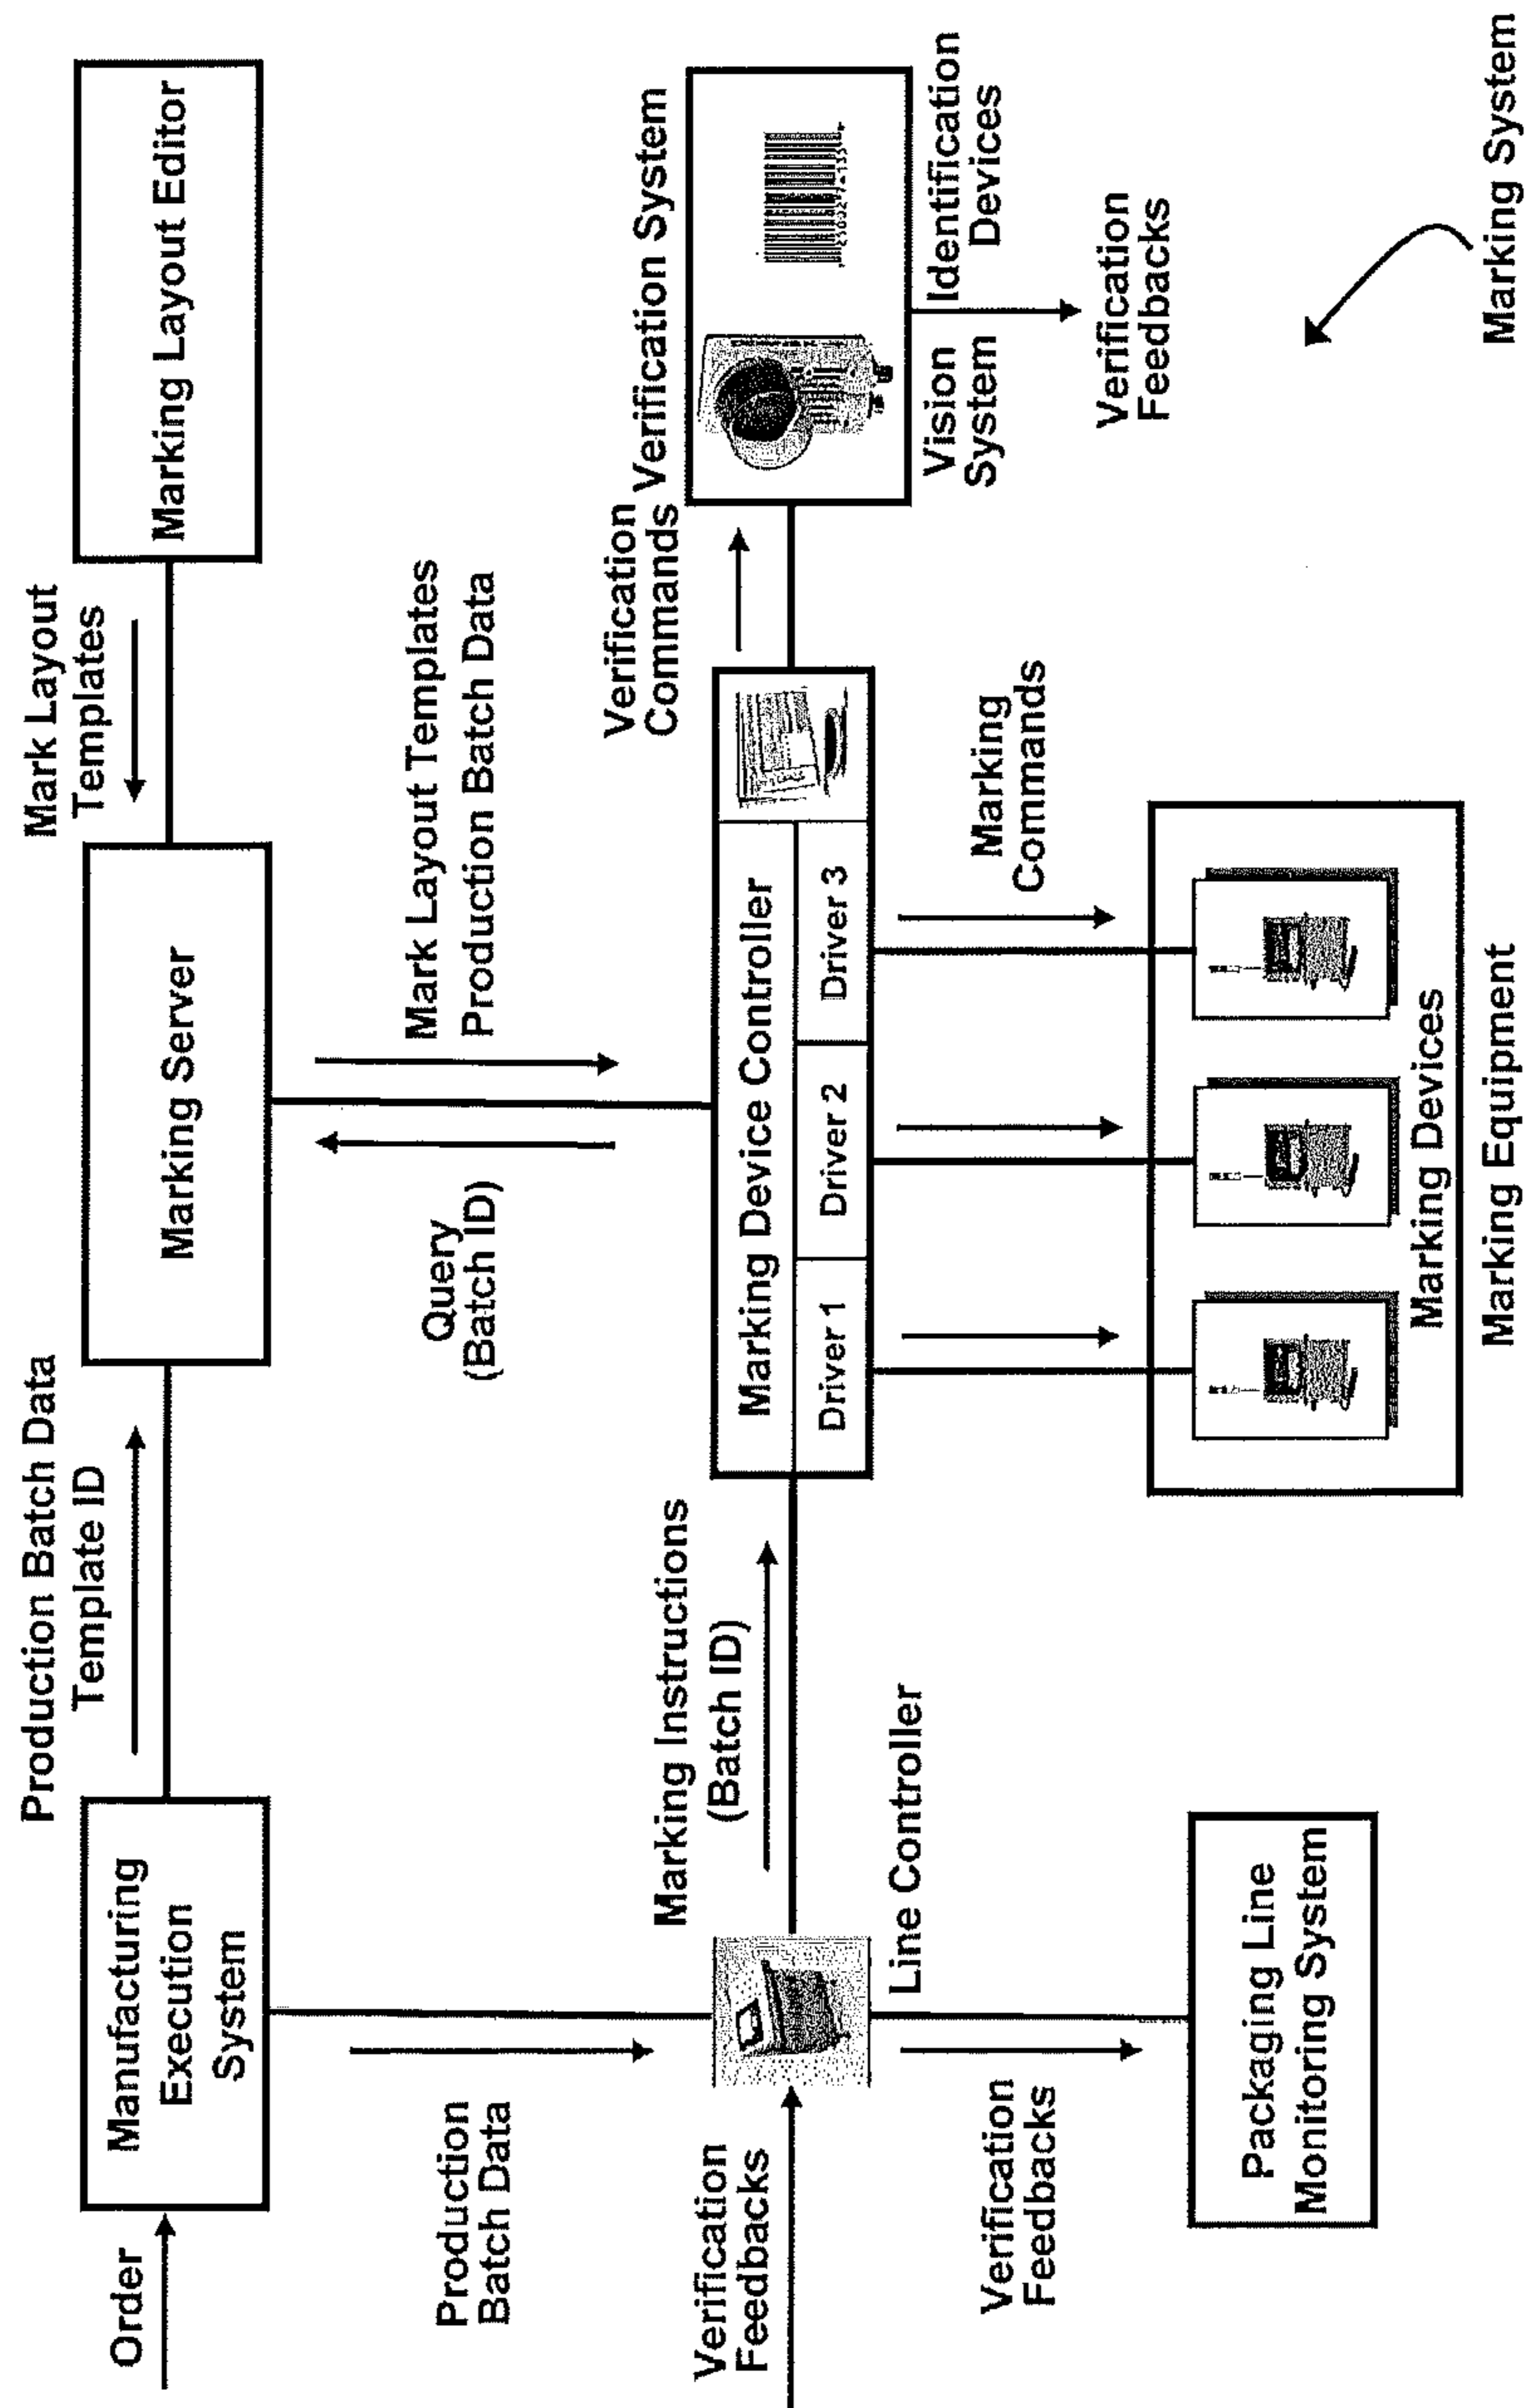 Order
Manufacturing
Execution
System
Production Batch Data
Template ID
Marking Server
Mark Layout
Templates
Marking Layout Editor
Production
Batch Data
Query
(Batch ID)
Mark Layout Templates
Production Batch Data
Verification
Feedbacks
Marking Instructions
(Batch ID)
Line Controller
Marking Device Controller
Driver 1
Driver 2
Driver 3
Verification
Commands
Verification System
Vision
System
Identification
Devices
Verification
Feedbacks
Verification
Feedbacks
Packaging Line
Monitoring System
Marking
Commands
Marking Devices
Marking Equipment
Marking System